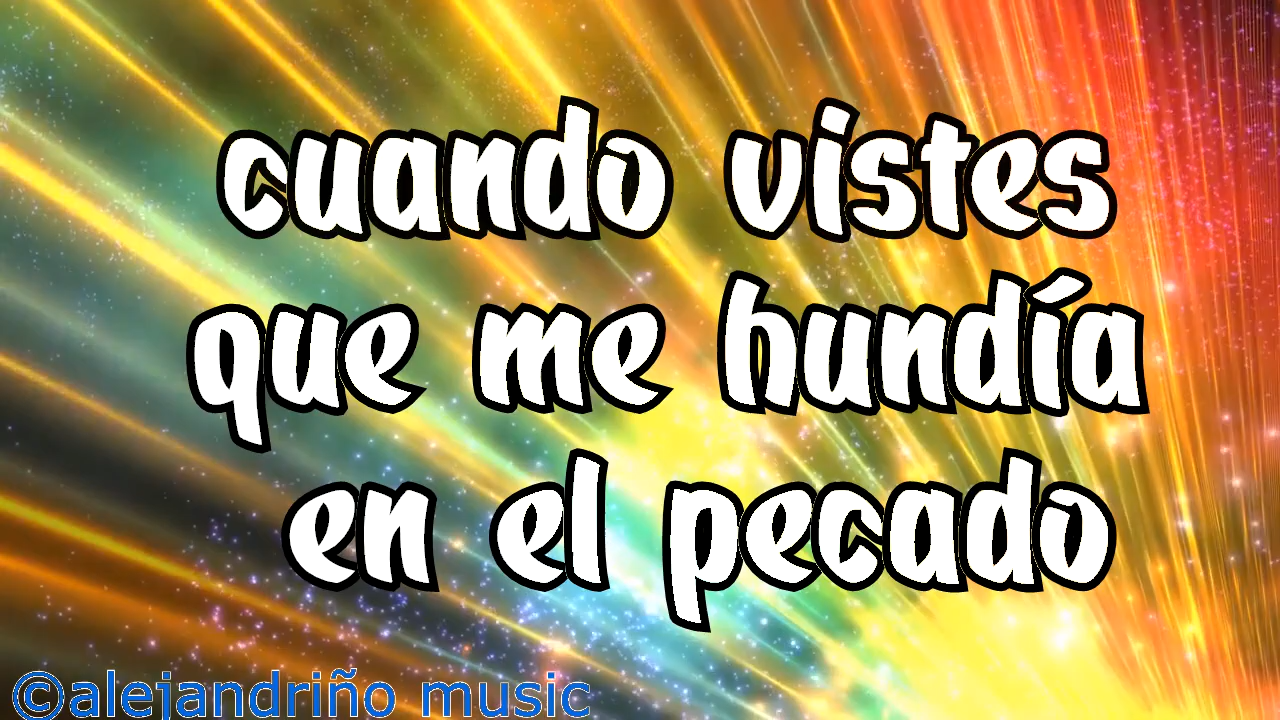 cuando vistes
que me hundía
en el pecado
©alejandriño music